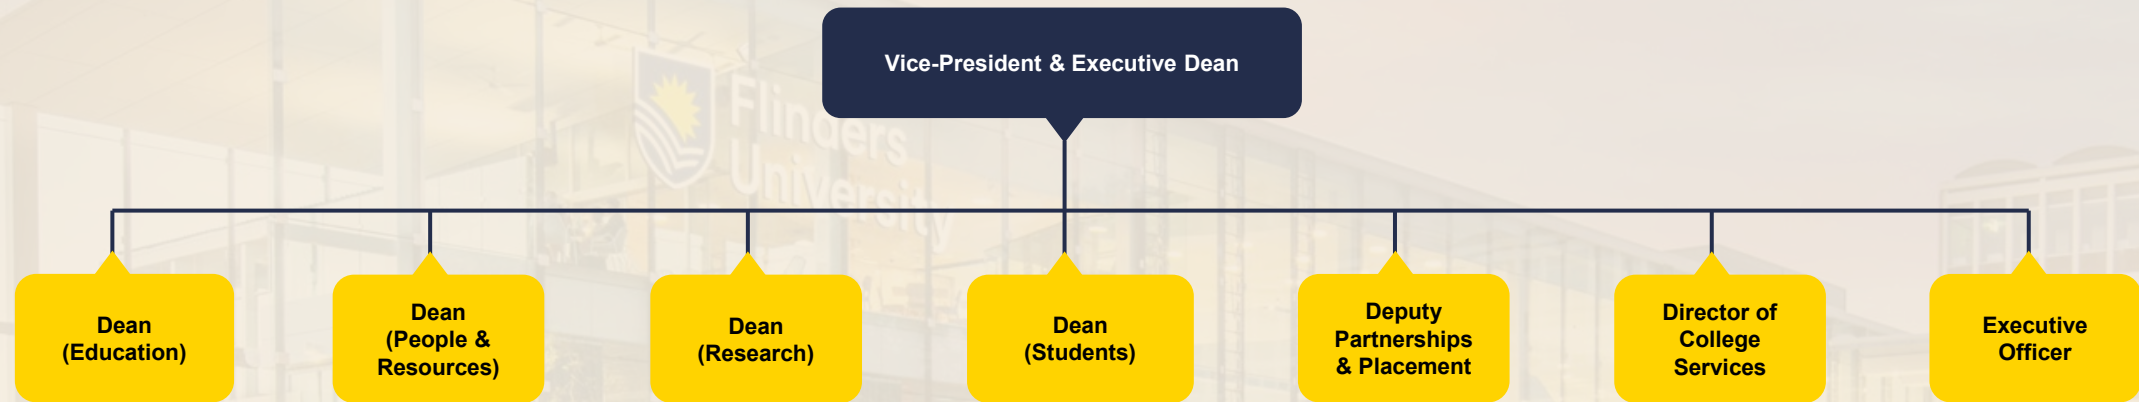 Vice-President & Executive Dean
Flinders
University
Dean
(Education)
Dean
(People &
Resources)
Dean
(Research)
Dean
(Students)
Deputy
Partnerships
& Placement
Director of
College
Services
Executive
Officer